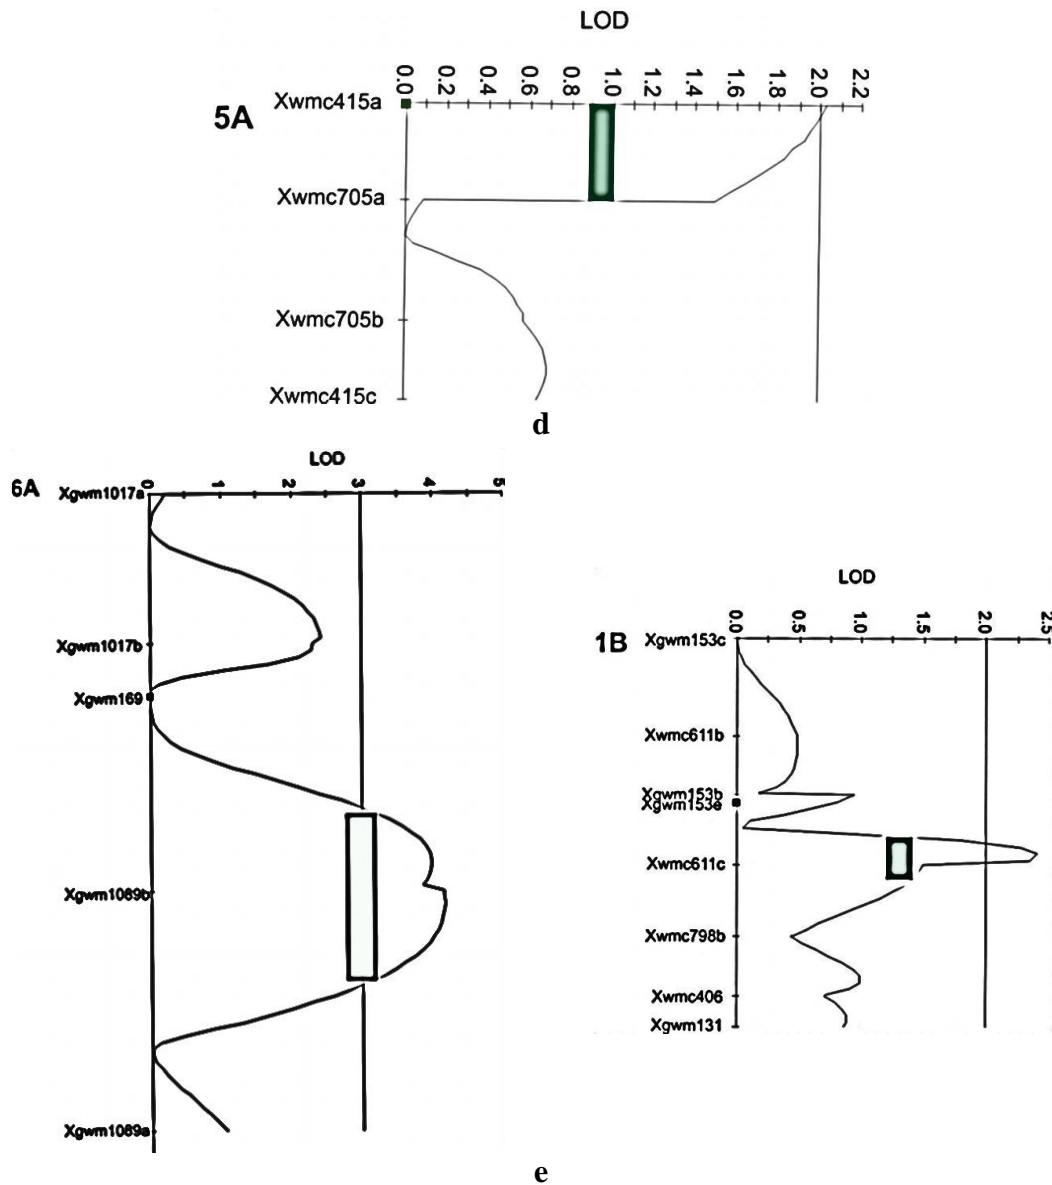 LOD
0.0 0.2 0.4 0.6 0.8 1.0 1.2 1.4 1.6 1.8 2.0 2.2
5A
Xwmc415a
Xwmc705a
Xwmc705b
Xwmc415c
d
LOD
6A
0 1 2 3 4 5
Xgwm1017a
Xgwm1017b
Xgwm169
Xgwm1089b
Xgwm1089a
LOD
0.0 0.5 1.0 1.5 2.0 2.5
1B
Xgwm153c
Xwmc611b
Xgwm153b
Xgwm153e
Xwmc611c
Xwmc798b
Xwmc406
Xgwm131
e